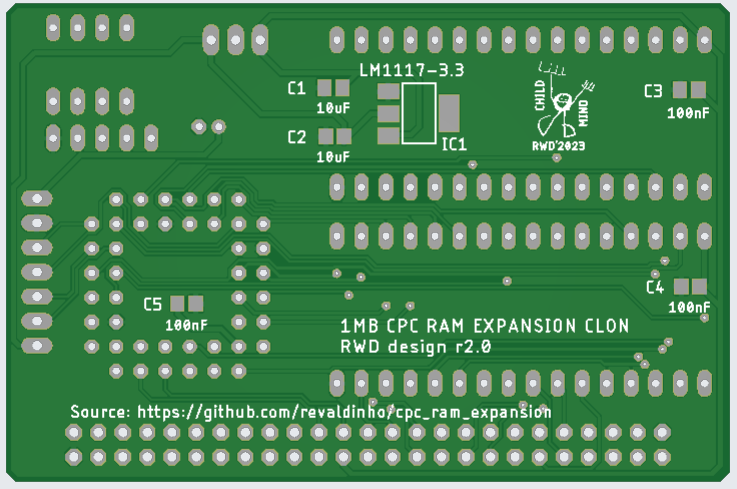 LM1117-3.3
C1
10uF
C2
10uF
IC1
CHILD
MIND
RWD'2023
C3
100nF
C4
100nF
C5
100nF
1MB CPC RAM EXPANSION CLON
RWD design r2.0
Source: https://github.com/revaldinho/cpc_ram_expansion